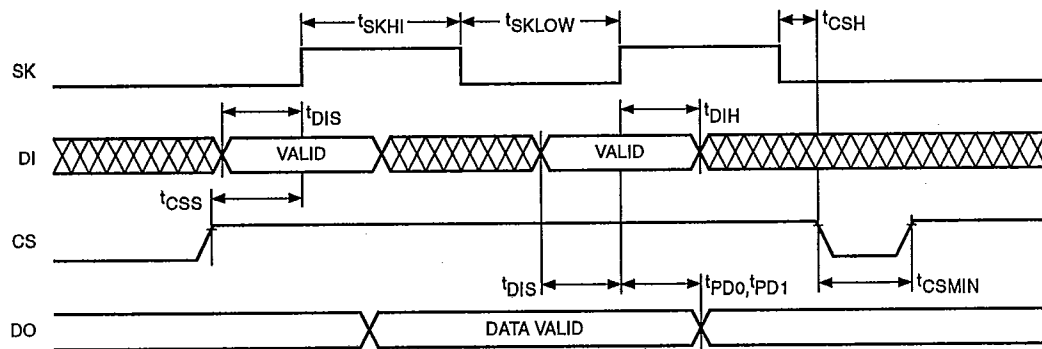 tSKHI tSKLOW tCSH
SK
tDIS tDIH
DI VALID VALID
tCSS
CS
tDIS tPD0,tPD1 tCSMIN
DO DATA VALID